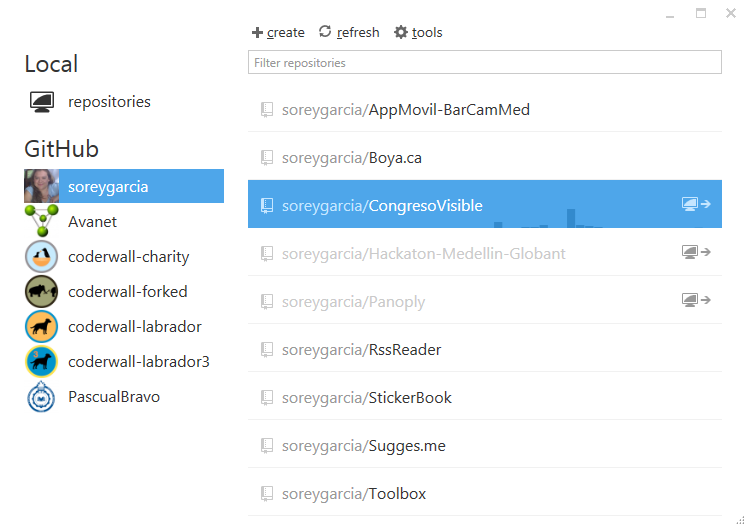 create refresh tools
Local
Filter repositories
repositories
GitHub
soreygarcia
Avanet
coderwall-charity
coderwall-forked
coderwall-labrador
coderwall-labrador3
PascualBravo
soreygarcia/AppMovil-BarCamMed
soreygarcia/Boya.ca
soreygarcia/CongresoVisible
soreygarcia/Hackaton-Medellin-Globant
soreygarcia/Panoply
soreygarcia/RssReader
soreygarcia/StickerBook
soreygarcia/Sugges.me
soreygarcia/Toolbox